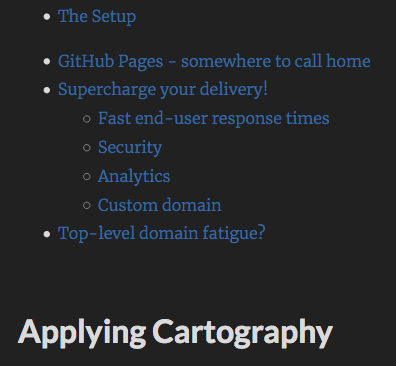 The Setup
GitHub Pages - somewhere to call home
Supercharge your delivery!
Fast end-user response times
Security
Analytics
Custom domain
Top-level domain fatigue?
Applying Cartography